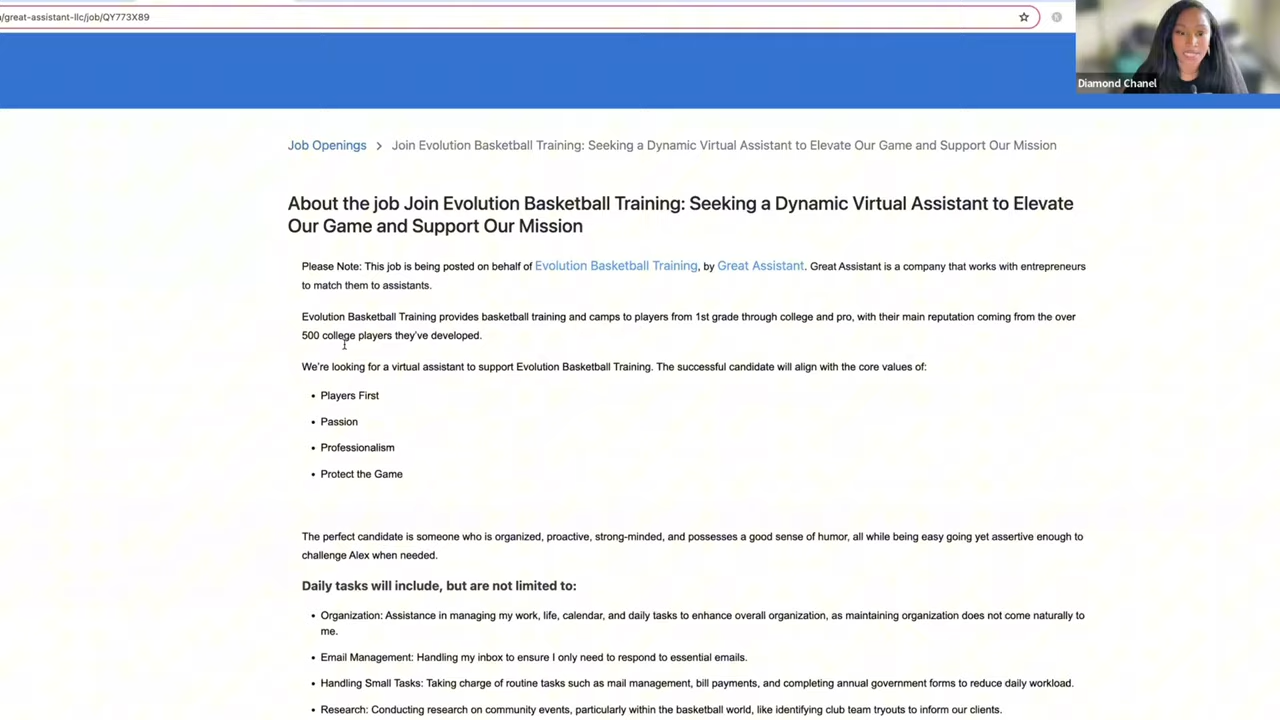 /great-assistant-llc/job/QY773X89
Diamond Chanel
Job Openings > Join Evolution Basketball Training: Seeking a Dynamic Virtual Assistant to Elevate Our Game and Support Our Mission
About the job Join Evolution Basketball Training: Seeking a Dynamic Virtual Assistant to Elevate
Our Game and Support Our Mission
Please Note: This job is being posted on behalf of Evolution Basketball Training, by Great Assistant. Great Assistant is a company that works with entrepreneurs
to match them to assistants.
Evolution Basketball Training provides basketball training and camps to players from 1st grade through college and pro, with their main reputation coming from the over
500 college players they've developed.
We're looking for a virtual assistant to support Evolution Basketball Training. The successful candidate will align with the core values of:
• Players First
• Passion
• Professionalism
• Protect the Game
The perfect candidate is someone who is organized, proactive, strong-minded, and possesses a good sense of humor, all while being easy going yet assertive enough to
challenge Alex when needed.
Daily tasks will include, but are not limited to:
• Organization: Assistance in managing my work, life, calendar, and daily tasks to enhance overall organization, as maintaining organization does not come naturally to
me.
• Email Management: Handling my inbox to ensure I only need to respond to essential emails.
• Handling Small Tasks: Taking charge of routine tasks such as mail management, bill payments, and completing annual government forms to reduce daily workload.
• Research: Conducting research on community events, particularly within the basketball world, like identifying club team tryouts to inform our clients.